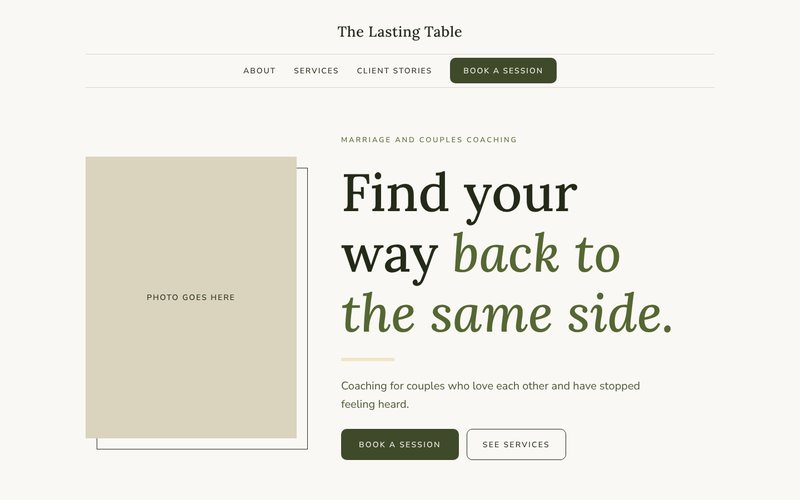 The Lasting Table
ABOUT SERVICES CLIENT STORIES BOOK A SESSION
MARRIAGE AND COUPLES COACHING
Find your
way back to
the same side.
PHOTO GOES HERE
Coaching for couples who love each other and have stopped
feeling heard.
BOOK A SESSION SEE SERVICES